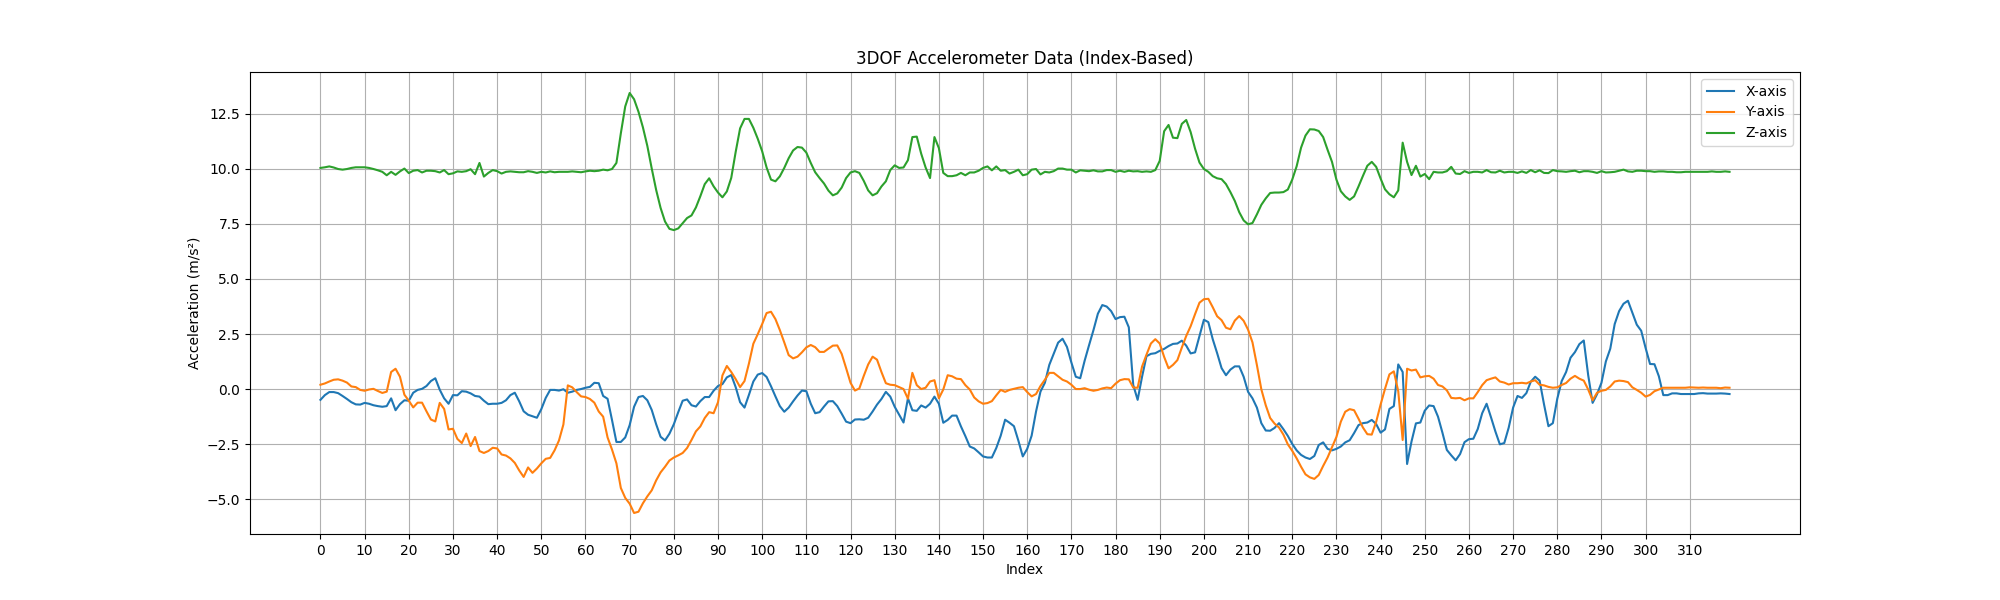 3DOF Accelerometer Data (Index-Based)
X-axis
Y-axis
Z-axis
12.5
10.0
7.5
5.0
2.5
0.0
−2.5
−5.0
Acceleration (m/s²)
0 10 20 30 40 50 60 70 80 90 100 110 120 130 140 150 160 170 180 190 200 210 220 230 240 250 260 270 280 290 300 310
Index